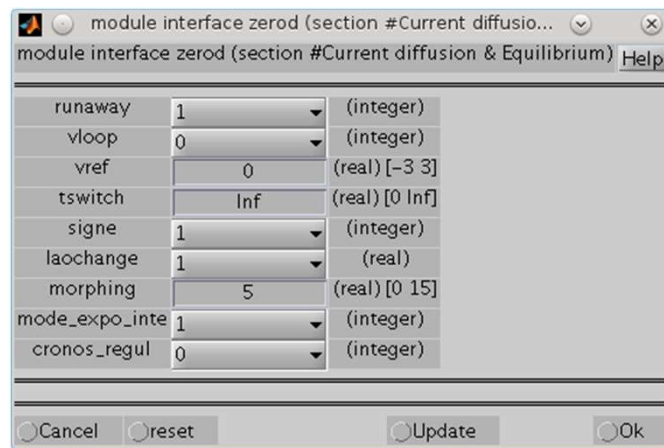 module interface zerod (section #Current diffusio...
module interface zerod (section #Current diffusion & Equilibrium) Help
runaway 1 (integer)
vloop 0 (integer)
vref 0 (real) [−3 3]
tswitch Inf (real) [0 Inf]
signe 1 (integer)
laochange 1 (real)
morphing 5 (real) [0 15]
mode_expo_inte 1 (integer)
cronos_regul 0 (integer)
Cancel reset Update Ok